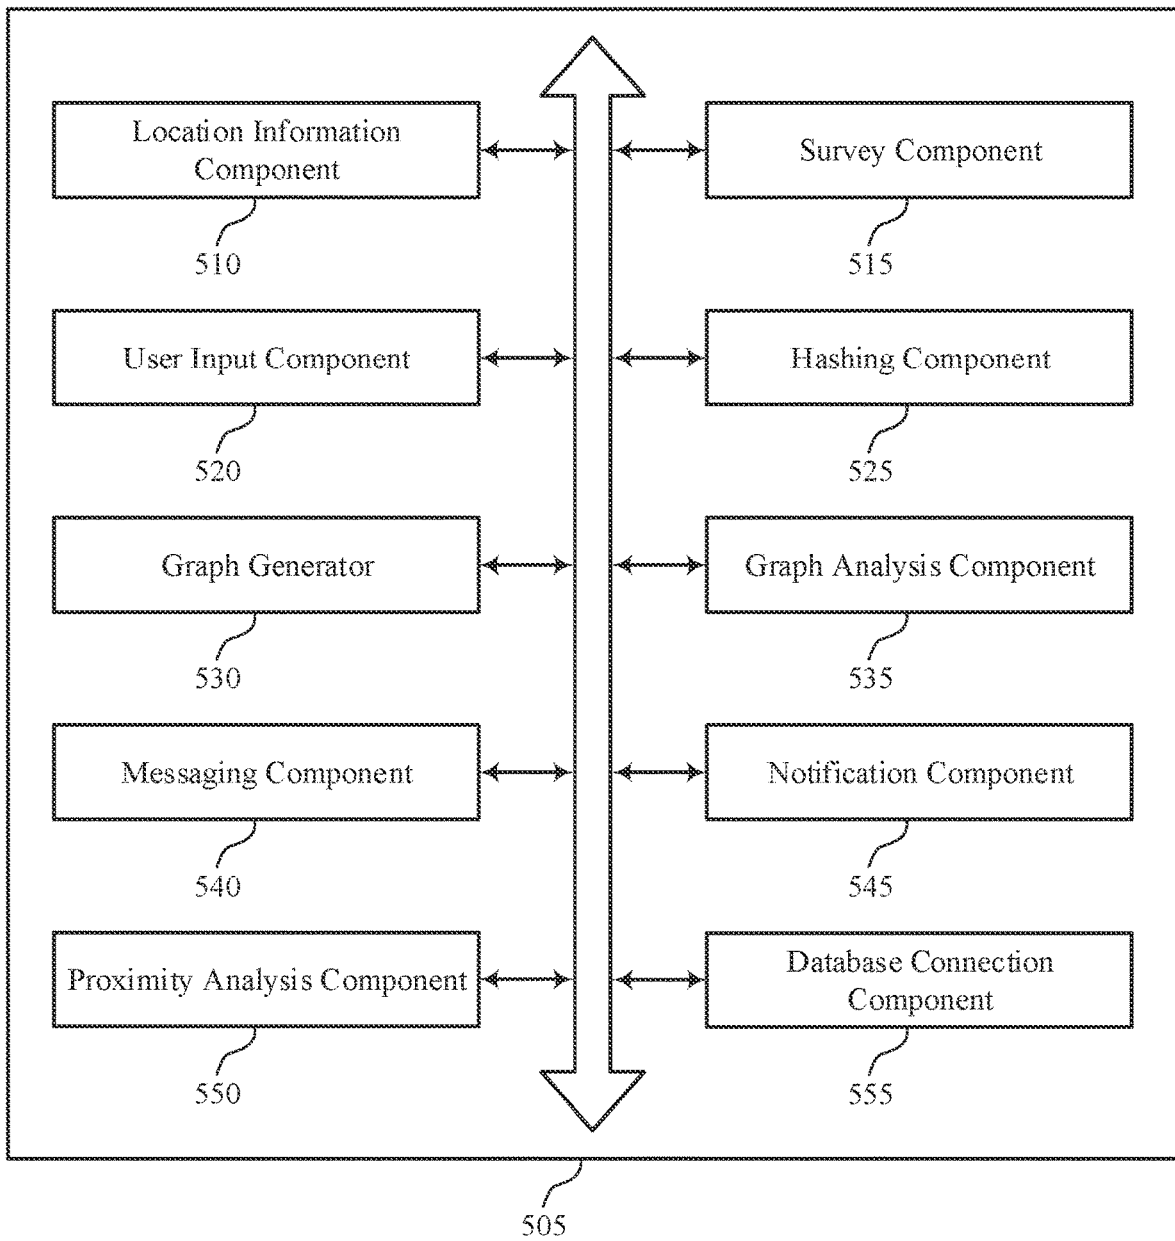 Location Information
Component
510
Survey Component
515
User Input Component
520
Hashing Component
525
Graph Generator
530
Graph Analysis Component
535
Messaging Component
540
Notification Component
545
Proximity Analysis Component
550
Database Connection
Component
555
505